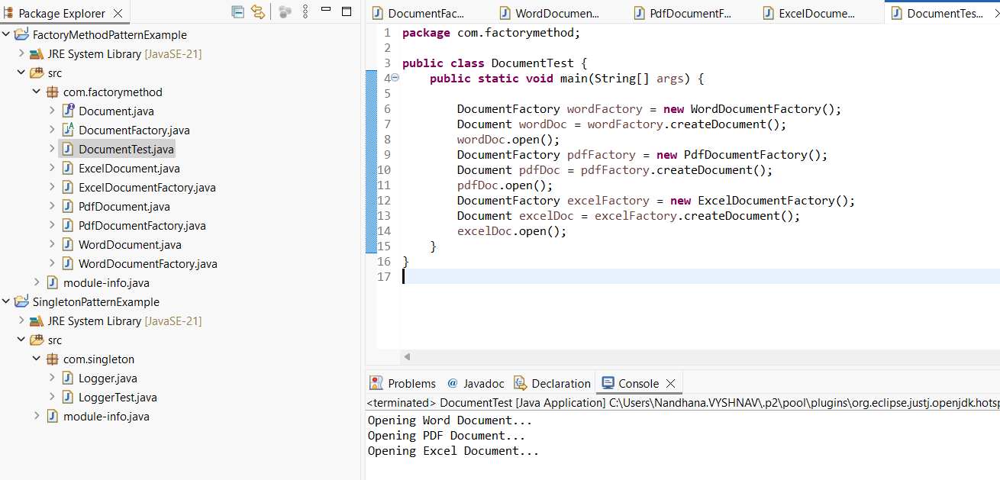 Package Explorer
FactoryMethodPatternExample
JRE System Library [JavaSE-21]
src
com.factorymethod
Document.java
DocumentFactory.java
DocumentTest.java
ExcelDocument.java
ExcelDocumentFactory.java
PdfDocument.java
PdfDocumentFactory.java
WordDocument.java
WordDocumentFactory.java
module-info.java
SingletonPatternExample
JRE System Library [JavaSE-21]
src
com.singleton
Logger.java
LoggerTest.java
module-info.java
DocumentFac... WordDocumen... PdfDocumentF... ExcelDocume... DocumentTes...
1 package com.factorymethod;
2
3 public class DocumentTest {
4 public static void main(String[] args) {
5
6 DocumentFactory wordFactory = new WordDocumentFactory();
7 Document wordDoc = wordFactory.createDocument();
8 wordDoc.open();
9 DocumentFactory pdfFactory = new PdfDocumentFactory();
10 Document pdfDoc = pdfFactory.createDocument();
11 pdfDoc.open();
12 DocumentFactory excelFactory = new ExcelDocumentFactory();
13 Document excelDoc = excelFactory.createDocument();
14 excelDoc.open();
15 }
16 }
17
Problems @ Javadoc Declaration Console
<terminated> DocumentTest [Java Application] C:\Users\Nandhana.VYSHNAV\.p2\pool\plugins\org.eclipse.justj.openjdk.hotsp
Opening Word Document...
Opening PDF Document...
Opening Excel Document...